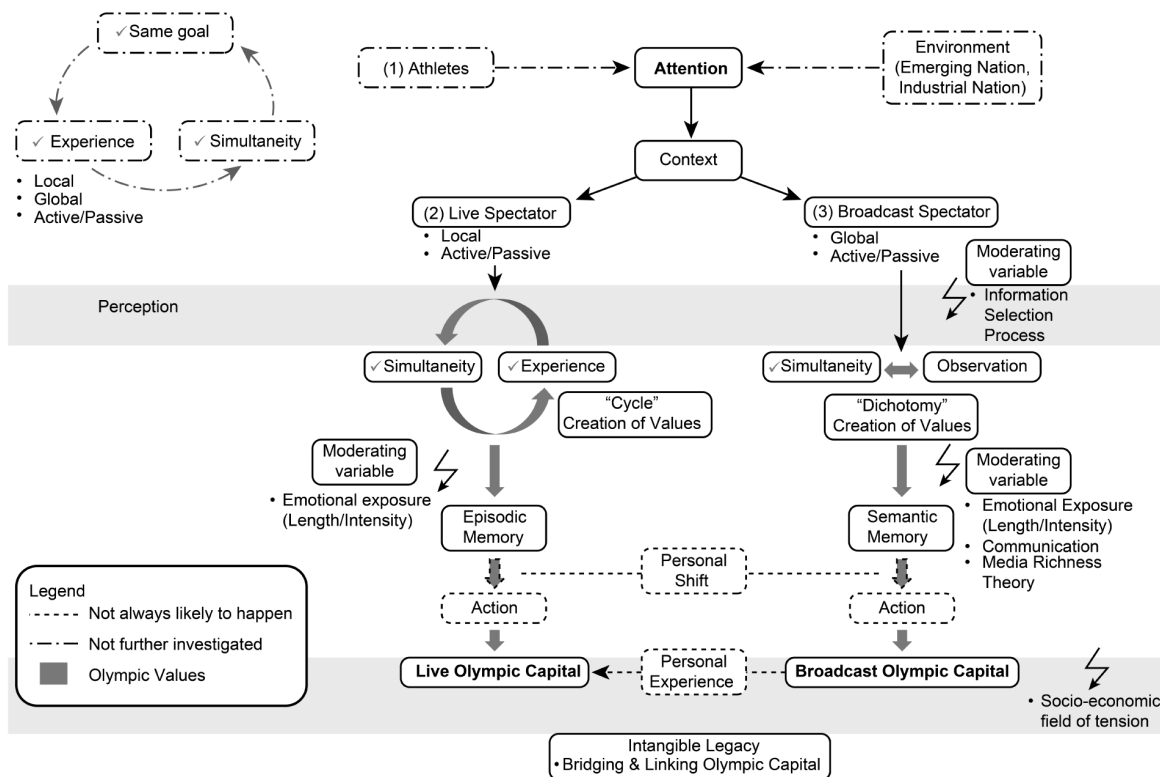 ✓ Same goal
✓ Experience
✓ Simultaneity
• Local
• Global
• Active/Passive
(1) Athletes
Attention
Environment
(Emerging Nation,
Industrial Nation)
Context
(2) Live Spectator
• Local
• Active/Passive
(3) Broadcast Spectator
• Global
• Active/Passive
Moderating
variable
• Information
Selection
Process
Perception
✓Simultaneity
✓Experience
✓Simultaneity
Observation
“Cycle”
Creation of Values
“Dichotomy”
Creation of Values
Moderating
variable
• Emotional exposure
(Length/Intensity)
Moderating
variable
• Emotional Exposure
(Length/Intensity)
• Communication
• Media Richness
Theory
Episodic
Memory
Semantic
Memory
Personal
Shift
Action
Action
Legend
Not always likely to happen
Not further investigated
Olympic Values
Live Olympic Capital
Personal
Experience
Broadcast Olympic Capital
• Socio-economic
field of tension
Intangible Legacy
• Bridging & Linking Olympic Capital